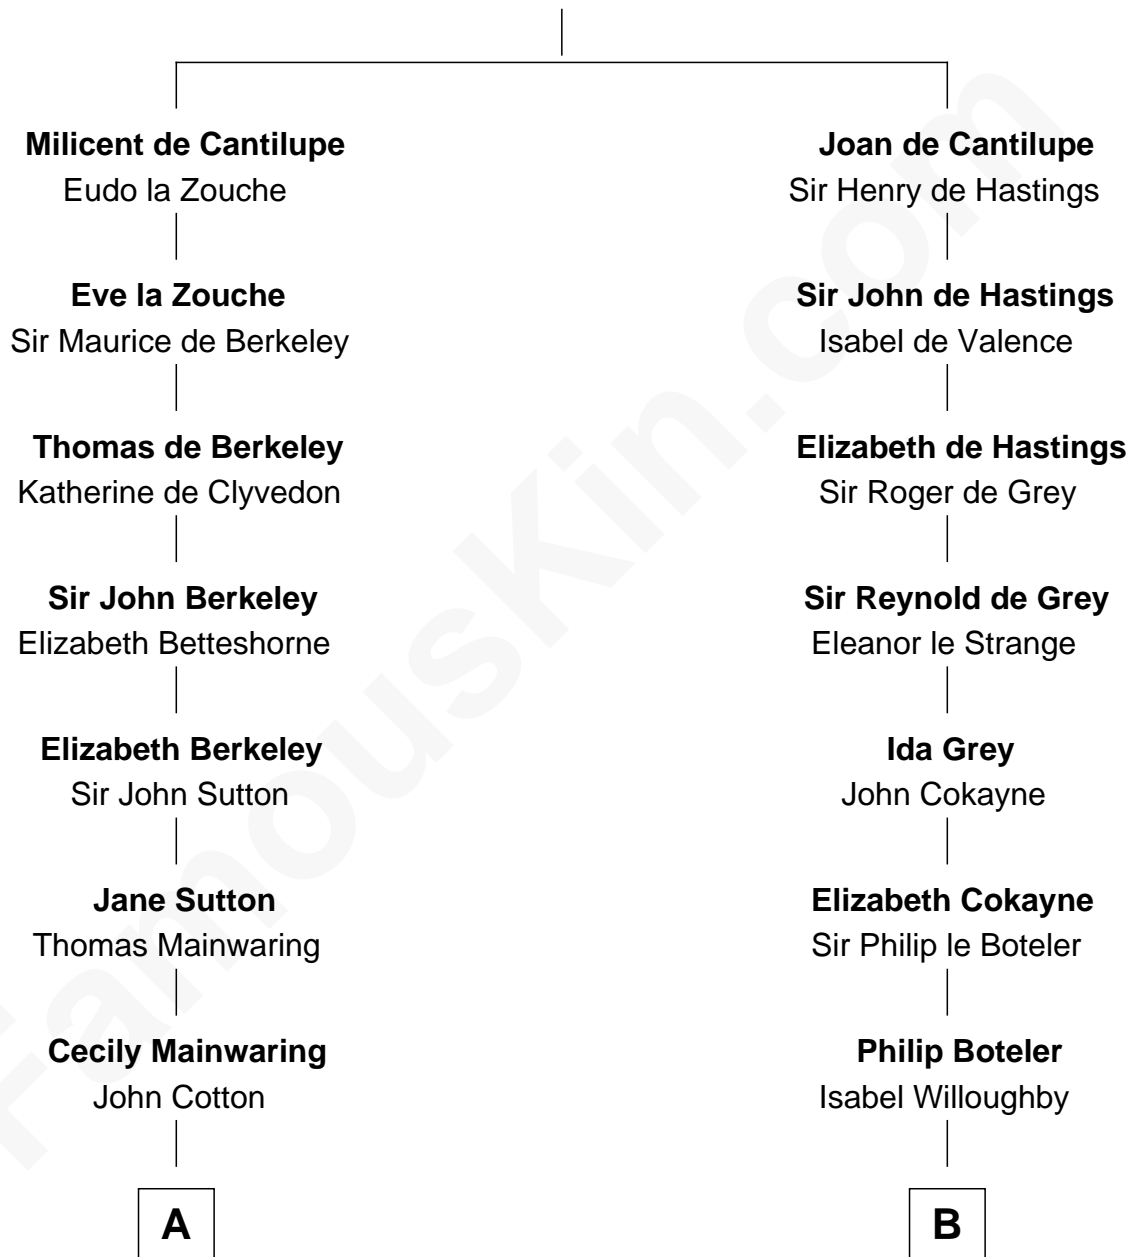 Milicent de Cantilupe
Eudo la Zouche
Eve la Zouche
Sir Maurice de Berkeley
Thomas de Berkeley
Katherine de Clyvedon
Sir John Berkeley
Elizabeth Betteshorne
Elizabeth Berkeley
Sir John Sutton
Jane Sutton
Thomas Mainwaring
Cecily Mainwaring
John Cotton
A
Joan de Cantilupe
Sir Henry de Hastings
Sir John de Hastings
Isabel de Valence
Elizabeth de Hastings
Sir Roger de Grey
Sir Reynold de Grey
Eleanor le Strange
Ida Grey
John Cokayne
Elizabeth Cokayne
Sir Philip le Boteler
Philip Boteler
Isabel Willoughby
B
FamousKin.com